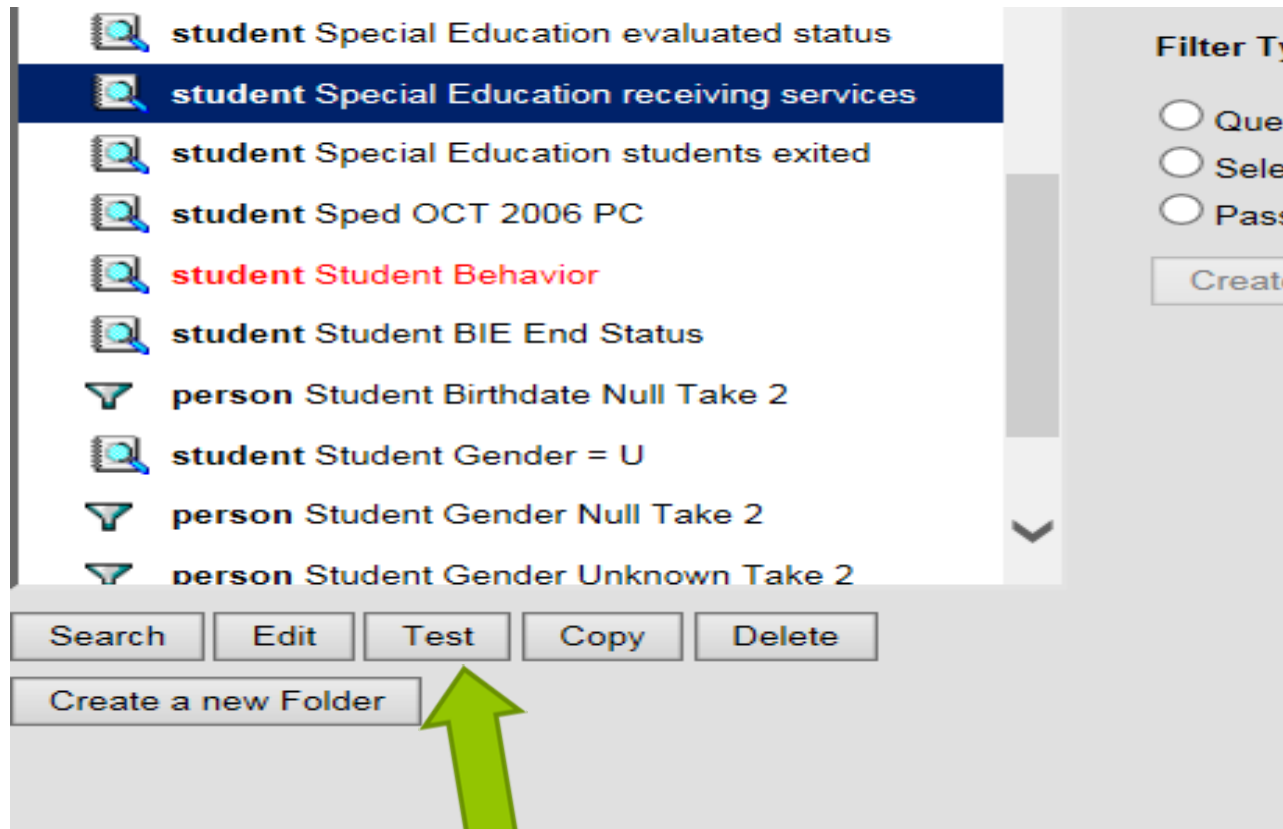 student Special Education evaluated status
student Special Education receiving services
student Special Education students exited
student Sped OCT 2006 PC
student Student Behavior
student Student BIE End Status
person Student Birthdate Null Take 2
student Student Gender = U
person Student Gender Null Take 2
person Student Gender Unknown Take 2
Search Edit Test Copy Delete
Create a new Folder
Filter Ty
Que
Sele
Pass
Create